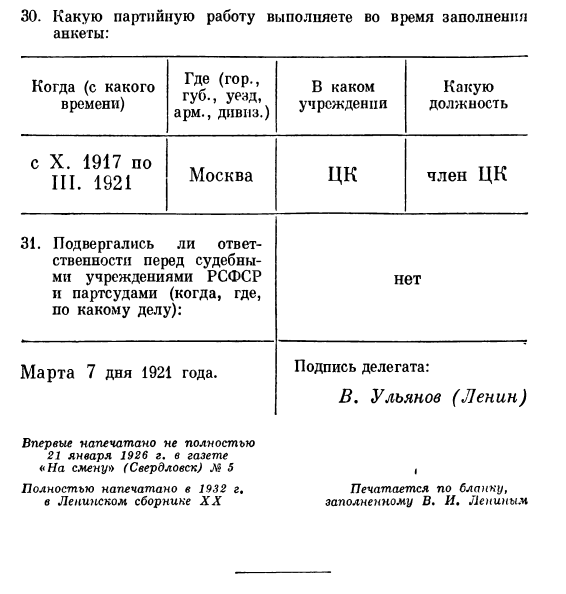 30. Какую партийную работу выполняете во время заполнения
анкеты:
Когда (с какого
времени)
Где (гор.,
губ., уезд,
арм., дивиз.)
В каком
учреждении
Какую
должность
с X. 1917 по
III. 1921
Москва
ЦК
член ЦК
31. Подвергались ли ответ-
ственности перед судебны-
ми учреждениями РСФСР
и партсудами (когда, где,
по какому делу):
нет
Марта 7 дня 1921 года.
Подпись делегата:
В. Ульянов (Ленин)
Впервые напечатано не полностью
21 января 1926 г. в газете
«На смену» (Свердловск) № 5
Полностью напечатано в 1932 г.
в Ленинском сборнике XX
Печатается по бланку,
заполненному В. И. Лениным